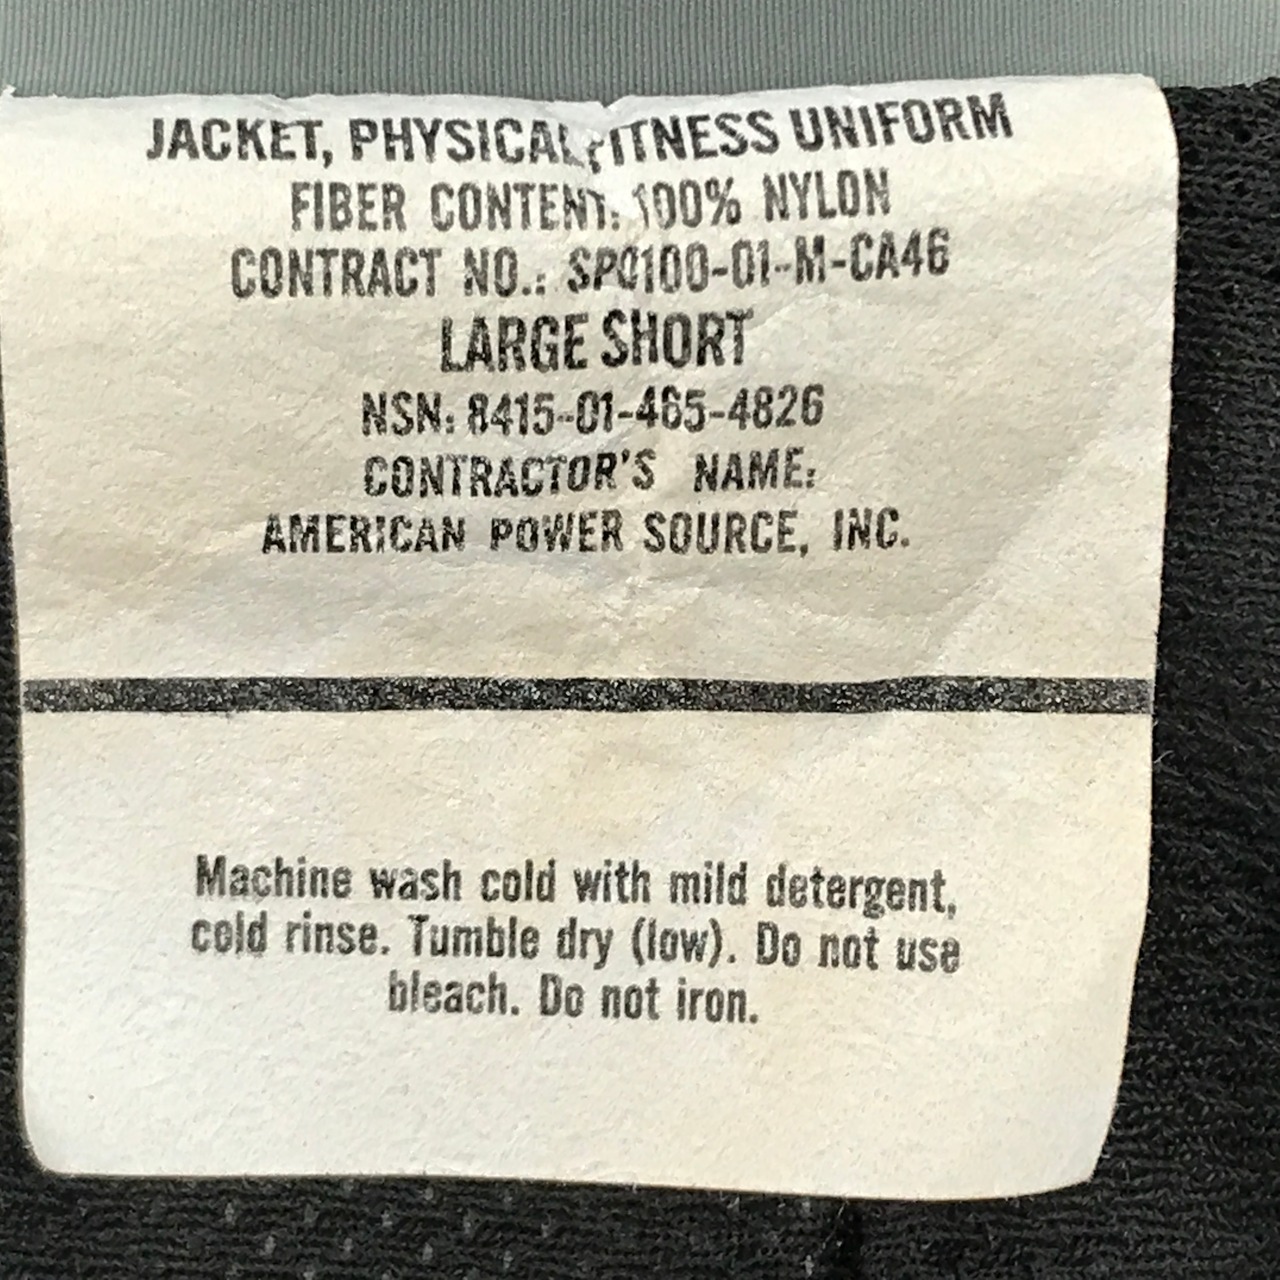 JACKET, PHYSICAL FITNESS UNIFORM
FIBER CONTENT: 100% NYLON
CONTRACT NO.: SP0100-01-M-CA46
LARGE SHORT
NSN: 8415-01-465-4826
CONTRACTOR'S NAME:
AMERICAN POWER SOURCE, INC.
Machine wash cold with mild detergent,
cold rinse. Tumble dry (low). Do not use
bleach. Do not iron.